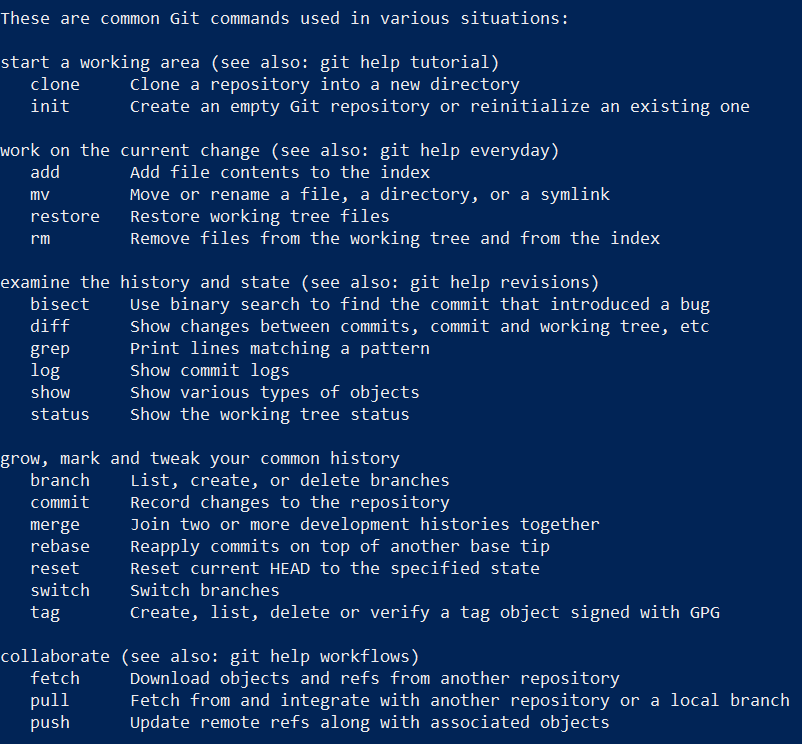 These are common Git commands used in various situations:

start a working area (see also: git help tutorial)
   clone     Clone a repository into a new directory
   init      Create an empty Git repository or reinitialize an existing one

work on the current change (see also: git help everyday)
   add       Add file contents to the index
   mv        Move or rename a file, a directory, or a symlink
   restore   Restore working tree files
   rm        Remove files from the working tree and from the index

examine the history and state (see also: git help revisions)
   bisect    Use binary search to find the commit that introduced a bug
   diff      Show changes between commits, commit and working tree, etc
   grep      Print lines matching a pattern
   log       Show commit logs
   show      Show various types of objects
   status    Show the working tree status

grow, mark and tweak your common history
   branch    List, create, or delete branches
   commit    Record changes to the repository
   merge     Join two or more development histories together
   rebase    Reapply commits on top of another base tip
   reset     Reset current HEAD to the specified state
   switch    Switch branches
   tag       Create, list, delete or verify a tag object signed with GPG

collaborate (see also: git help workflows)
   fetch     Download objects and refs from another repository
   pull      Fetch from and integrate with another repository or a local branch
   push      Update remote refs along with associated objects